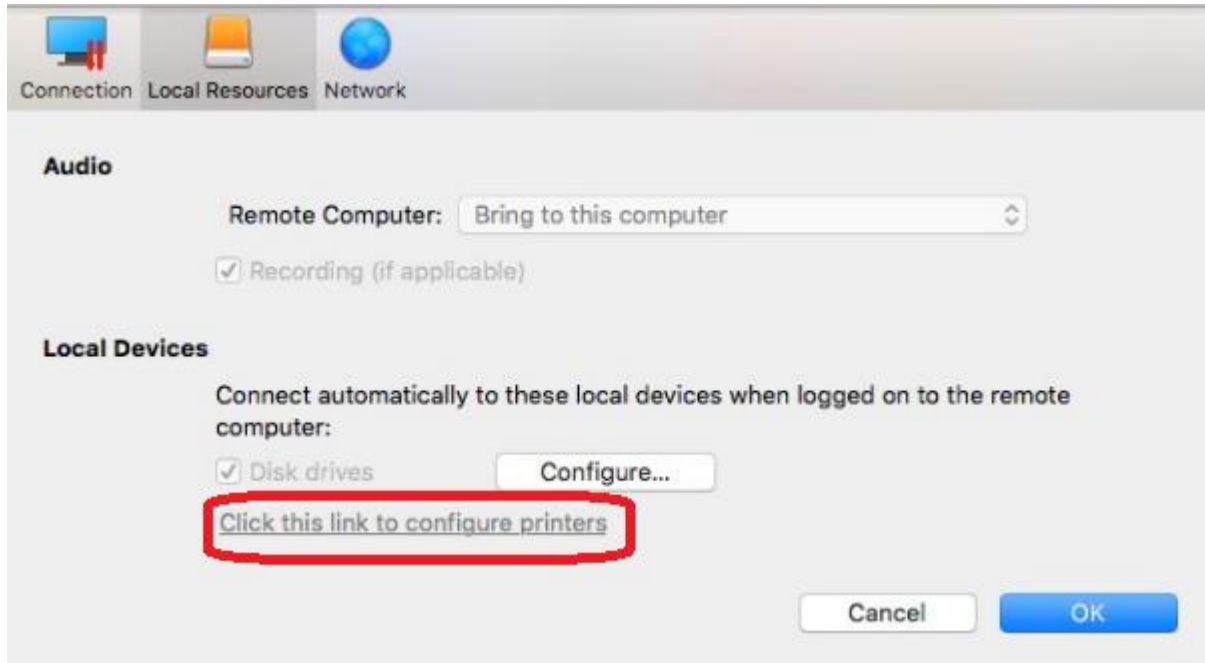 Connection Local Resources Network
Audio
Remote Computer: Bring to this computer
Recording (if applicable)
Local Devices
Connect automatically to these local devices when logged on to the remote
computer:
Disk drives Configure...
Click this link to configure printers
Cancel OK